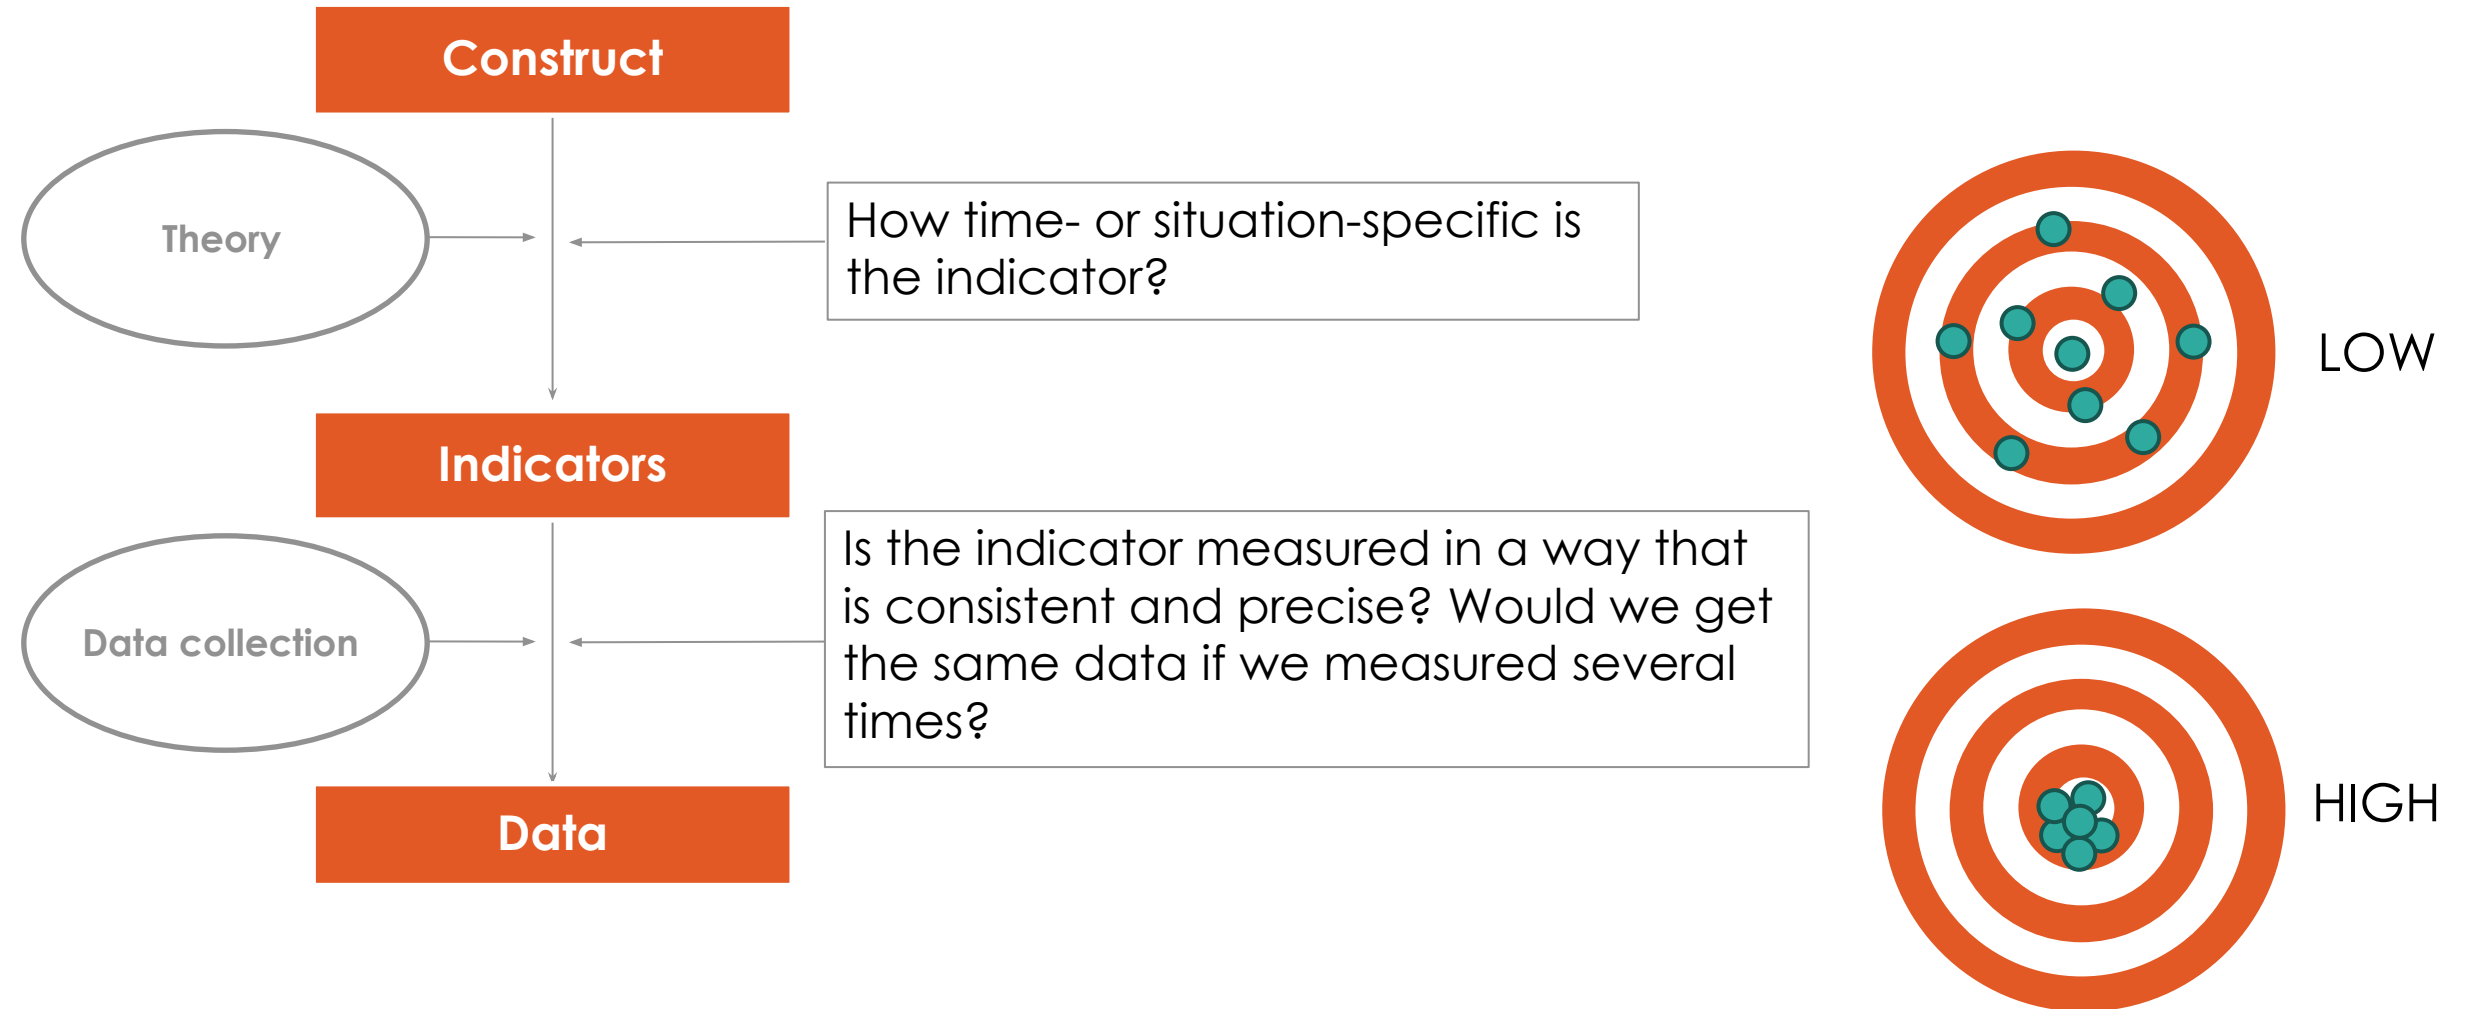 Construct
Theory
How time- or situation-specific is
the indicator?
LOW
Indicators
Data collection
Is the indicator measured in a way that
is consistent and precise? Would we get
the same data if we measured several
times?
HIGH
Data